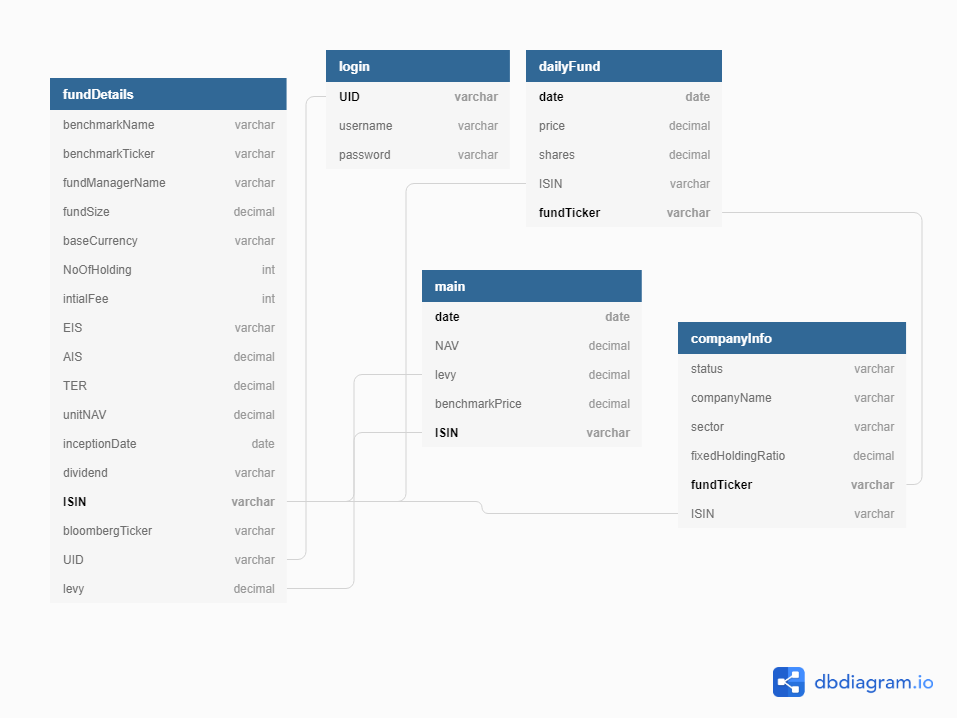 fundDetails
benchmarkName varchar
benchmarkTicker varchar
fundManagerName varchar
fundSize decimal
baseCurrency varchar
NoOfHolding int
intialFee int
EIS varchar
AIS decimal
TER decimal
unitNAV decimal
inceptionDate date
dividend varchar
ISIN varchar
bloombergTicker varchar
UID varchar
levy decimal
login
UID varchar
username varchar
password varchar
dailyFund
date date
price decimal
shares decimal
ISIN varchar
fundTicker varchar
main
date date
NAV decimal
levy decimal
benchmarkPrice decimal
ISIN varchar
companyInfo
status varchar
companyName varchar
sector varchar
fixedHoldingRatio decimal
fundTicker varchar
ISIN varchar
dbdiagram.io